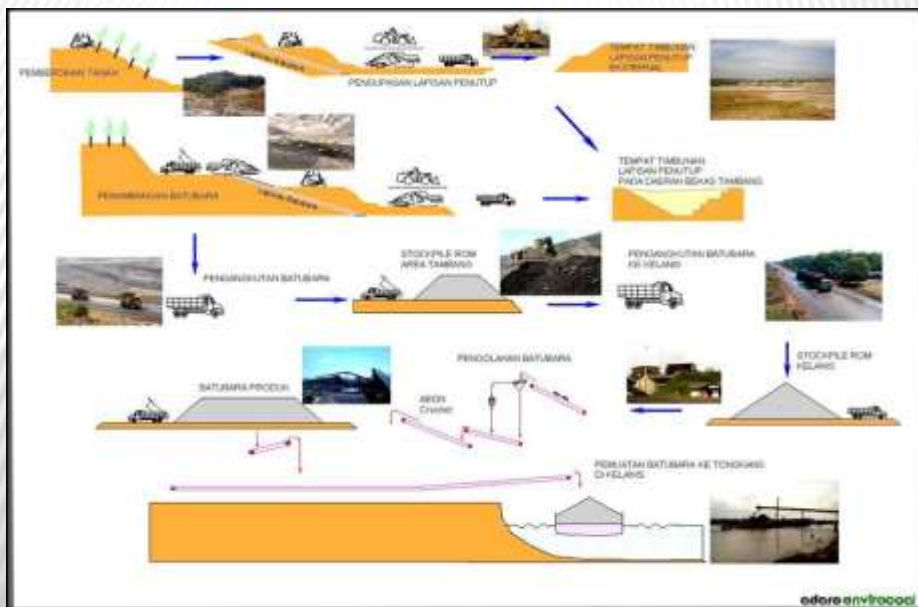 PEMBERSIHAN TANAH
PENGUPASAN LAPISAN PENUTUP
TEMPAT TIMBUNAN
LAPISAN PENUTUP
PENAMBANGAN BATUBARA
TEMPAT TIMBUNAN
LAPISAN PENUTUP
PADA DAERAH BEKAS TAMBANG
PENGANGKUTAN BATUBARA
STOCKPILE ROM
AREA TAMBANG
PENGANGKUTAN BATUBARA
KE KELANIS
STOCKPILE ROM
KELANIS
PENGOLAHAN BATUBARA
BATUBARA PRODUK
ABON
Crusher
PEMUATAN BATUBARA KE TONGKANG
DI KELANIS
adaro envirocoal